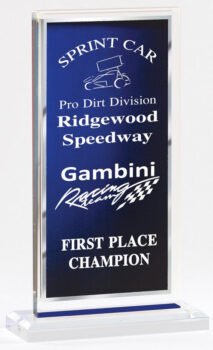 SPRINT CAR
Pro Dirt Division
Ridgewood
Speedway
Gambini
Racing
team
FIRST PLACE
CHAMPION